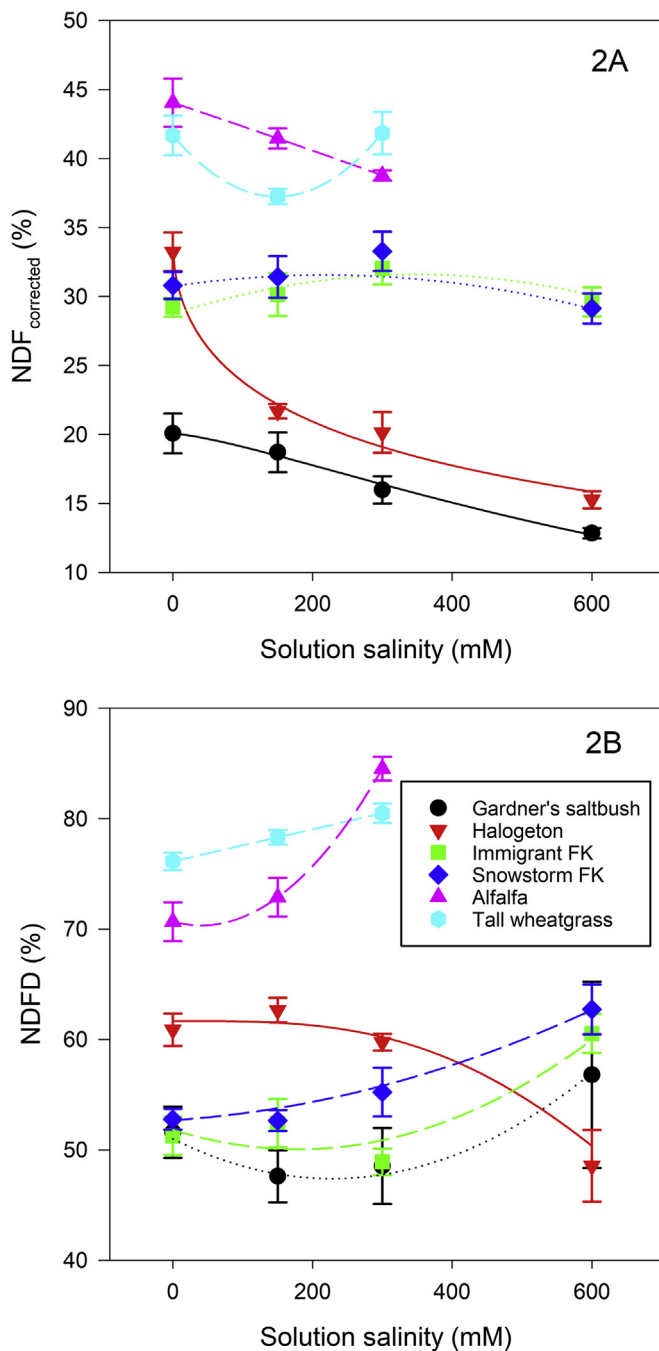 50
2A
45
40
35
30
25
20
15
10
NDFcorrected (%)
0 200 400 600
Solution salinity (mM)
90
2B
80
70
60
50
40
NDFD (%)
Gardner's saltbush
Halogeton
Immigrant FK
Snowstorm FK
Alfalfa
Tall wheatgrass
0 200 400 600
Solution salinity (mM)